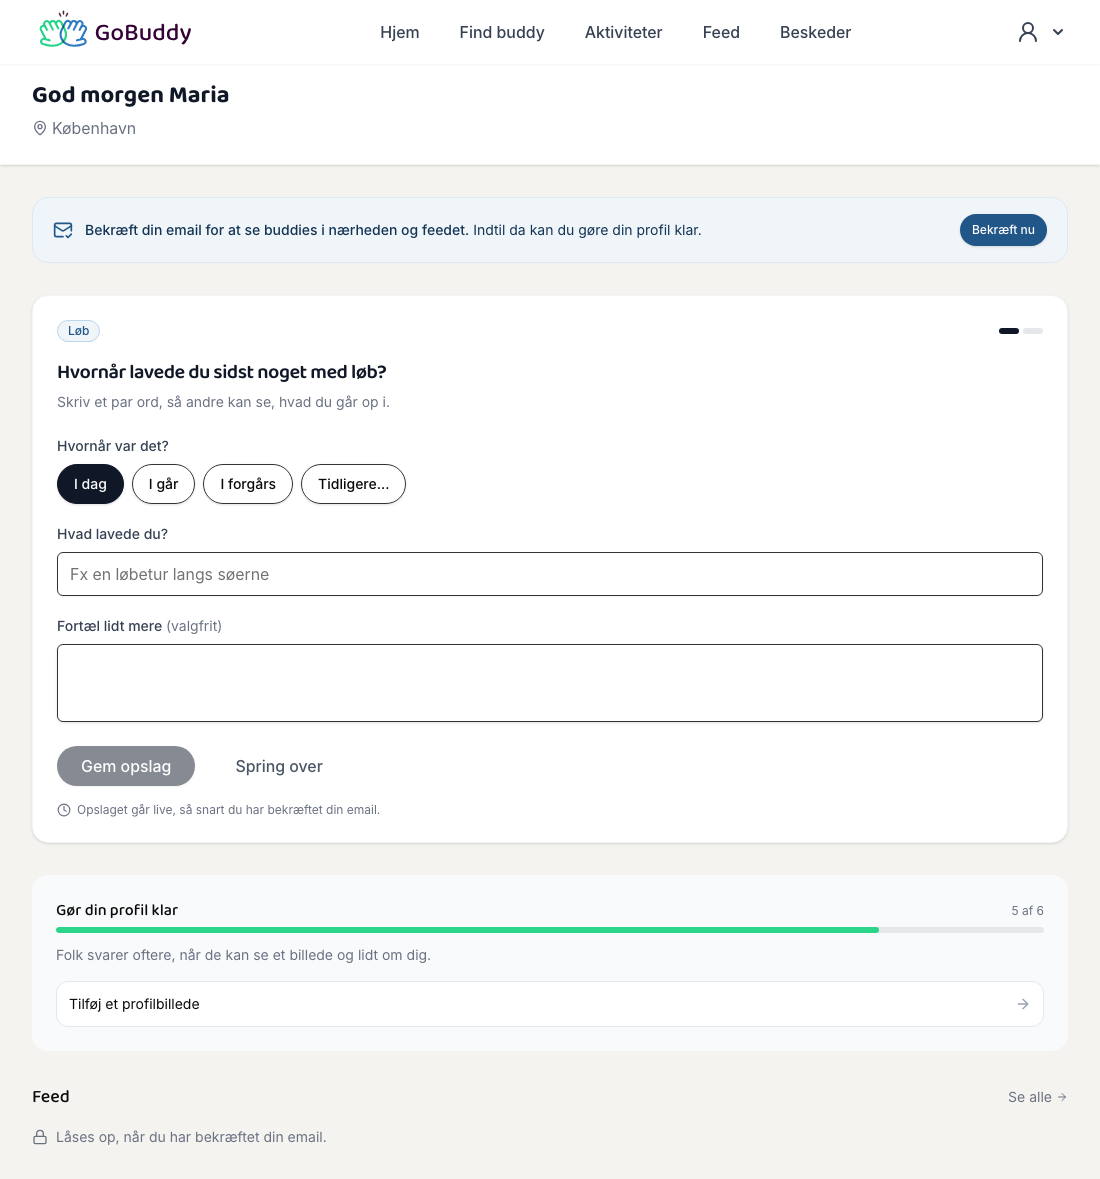 GoBuddy
Hjem Find buddy Aktiviteter Feed Beskeder
God morgen Maria
København
Bekræft din email for at se buddies i nærheden og feedet. Indtil da kan du gøre din profil klar.
Bekræft nu
Løb
Hvornår lavede du sidst noget med løb?
Skriv et par ord, så andre kan se, hvad du går op i.
Hvornår var det?
I dag I går I forgårs Tidligere...
Hvad lavede du?
Fx en løbetur langs søerne
Fortæl lidt mere (valgfrit)
Gem opslag Spring over
Opslaget går live, så snart du har bekræftet din email.
Gør din profil klar
5 af 6
Folk svarer oftere, når de kan se et billede og lidt om dig.
Tilføj et profilbillede
Feed
Se alle
Låses op, når du har bekræftet din email.